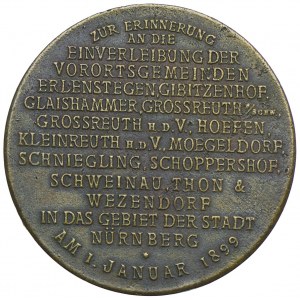 ZUR ERINNERUNG
AN DIE
EINVERLEIBUNG DER
VORORTSGEMEINDEN
ERLENSTEGEN, GIBITZENHOF,
GLAISHAMMER, GROSSREUTH B/SCHW.
GROSSREUTH H.D.V., HOEFEN,
KLEINREUTH H.D.V, MOEGELDORF,
SCHNIEGLING, SCHOPPERSHOF,
SCHWEINAU, THON &
WEZENDORF
IN DAS GEBIET DER STADT
NÜRNBERG
AM 1. JANUAR 1899